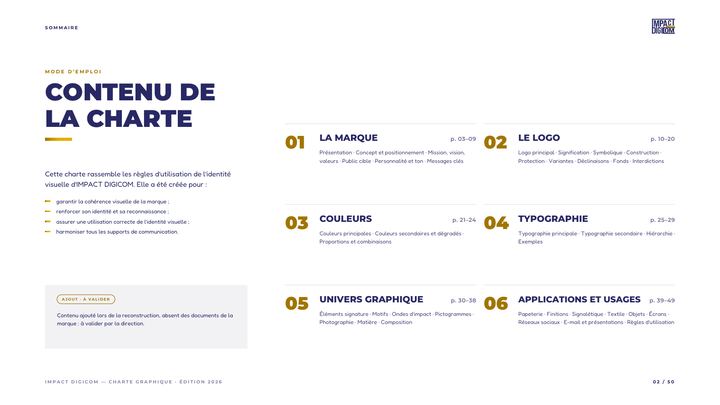 SOMMAIRE
IMPACT
DIGICOM
MODE D'EMPLOI
CONTENU DE
LA CHARTE
Cette charte rassemble les règles d'utilisation de l'identité
visuelle d'IMPACT DIGICOM. Elle a été créée pour :
garantir la cohérence visuelle de la marque ;
renforcer son identité et sa reconnaissance ;
assurer une utilisation correcte de l'identité visuelle ;
harmoniser tous les supports de communication.
AJOUT · À VALIDER
Contenu ajouté lors de la reconstruction, absent des documents de la
marque : à valider par la direction.
01 LA MARQUE p. 03–09
Présentation · Concept et positionnement · Mission, vision,
valeurs · Public cible · Personnalité et ton · Messages clés
02 LE LOGO p. 10–20
Logo principal · Signification · Symbolique · Construction ·
Protection · Variantes · Déclinaisons · Fonds · Interdictions
03 COULEURS p. 21–24
Couleurs principales · Couleurs secondaires et dégradés ·
Proportions et combinaisons
04 TYPOGRAPHIE p. 25–29
Typographie principale · Typographie secondaire · Hiérarchie ·
Exemples
05 UNIVERS GRAPHIQUE p. 30–38
Éléments signature · Motifs · Ondes d'impact · Pictogrammes ·
Photographie · Matière · Composition
06 APPLICATIONS ET USAGES p. 39–49
Papeterie · Finitions · Signalétique · Textile · Objets · Écrans ·
Réseaux sociaux · E-mail et présentations · Règles d'utilisation
IMPACT DIGICOM — CHARTE GRAPHIQUE · ÉDITION 2026
02 / 50